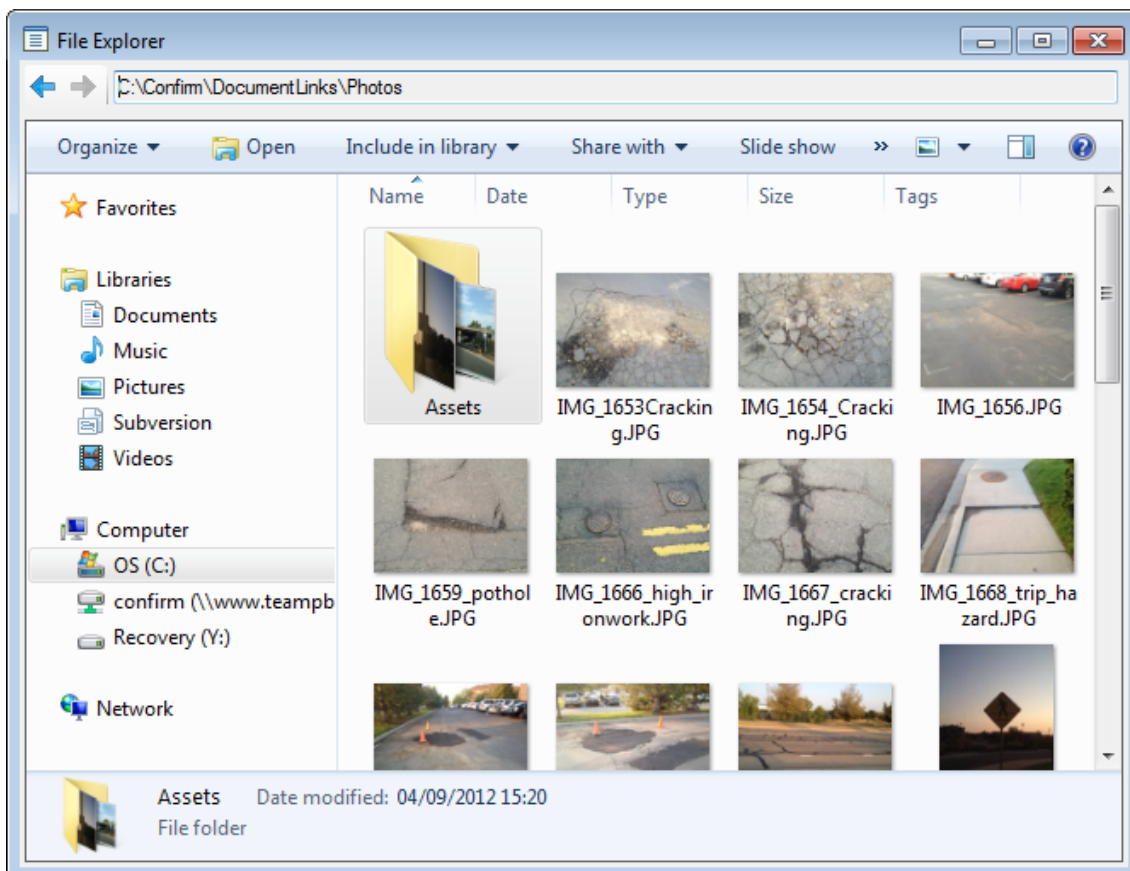 File Explorer
C:\Confirm\DocumentLinks\Photos
Organize Open Include in library Share with Slide show »
Name Date Type Size Tags
Favorites
Libraries
Documents
Music
Pictures
Subversion
Videos
Computer
OS (C:)
confirm (\\www.teampb
Recovery (Y:)
Network
Assets
IMG_1653Crackin
g.JPG
IMG_1654_Cracki
ng.JPG
IMG_1656.JPG
IMG_1659_pothol
e.JPG
IMG_1666_high_ir
onwork.JPG
IMG_1667_cracki
ng.JPG
IMG_1668_trip_ha
zard.JPG
Assets Date modified: 04/09/2012 15:20
File folder